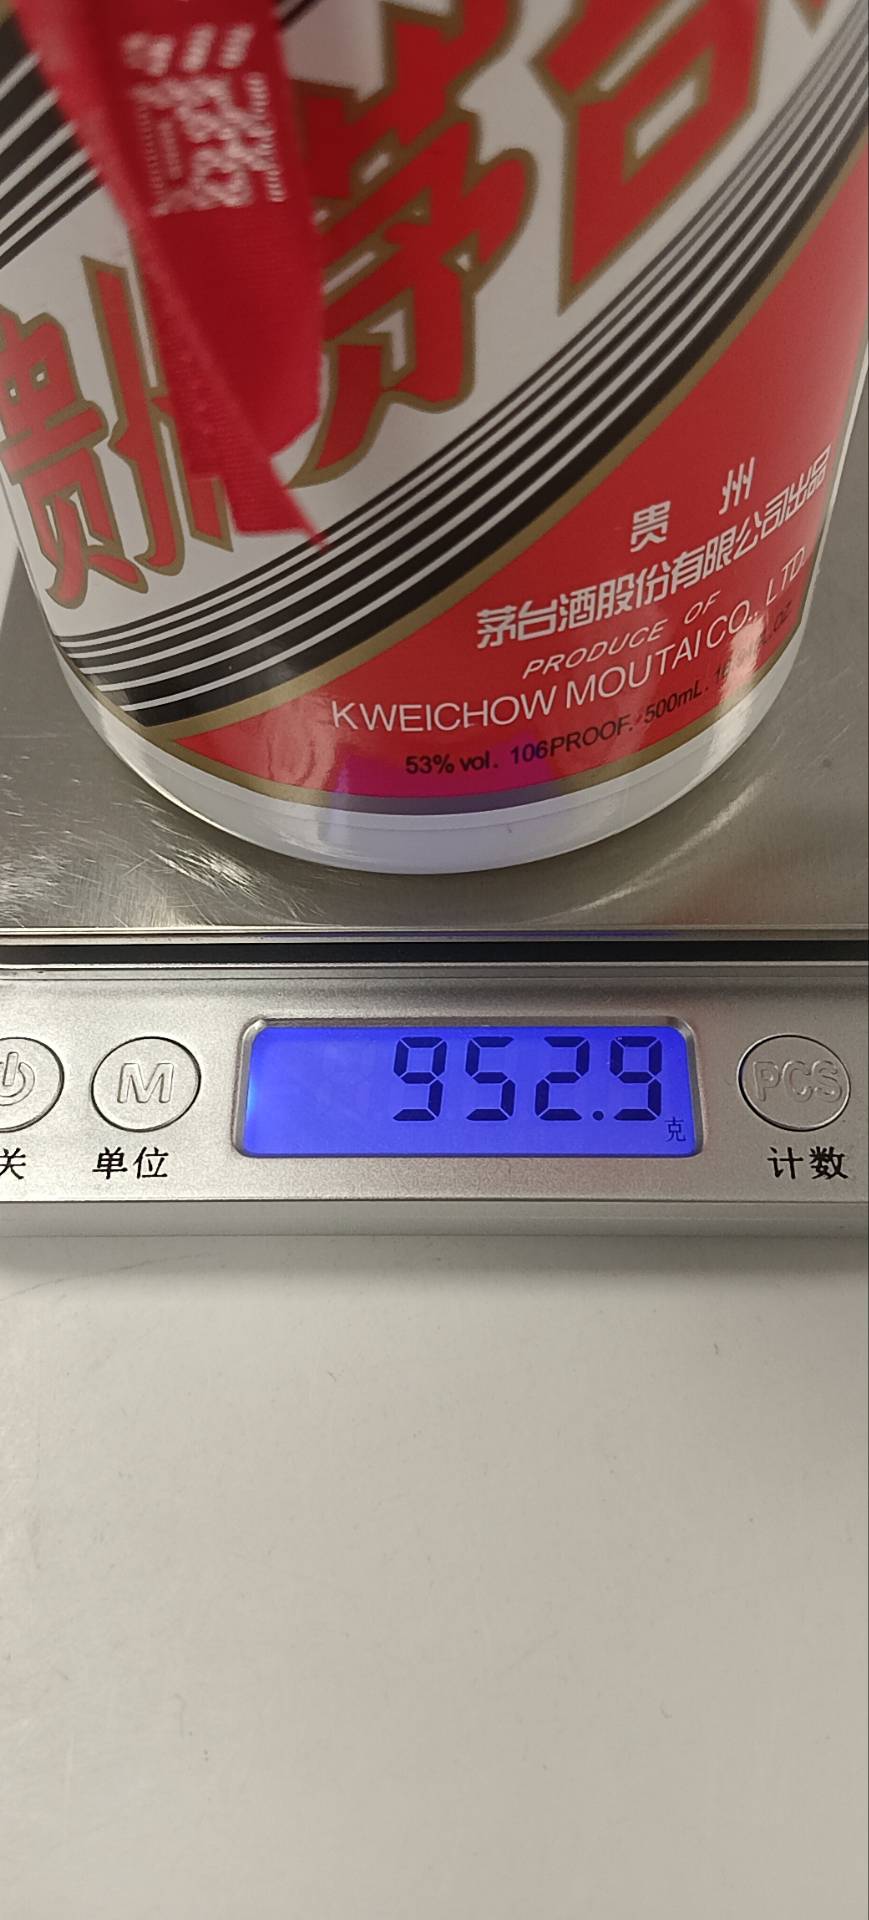 贵州茅台
贵 州
茅台酒股份有限公司出品
PRODUCE OF
KWEICHOW MOUTAI CO., LTD.
53% vol. 106PROOF. 500mL.
952.9
克
M
PCS
关
单位
计数